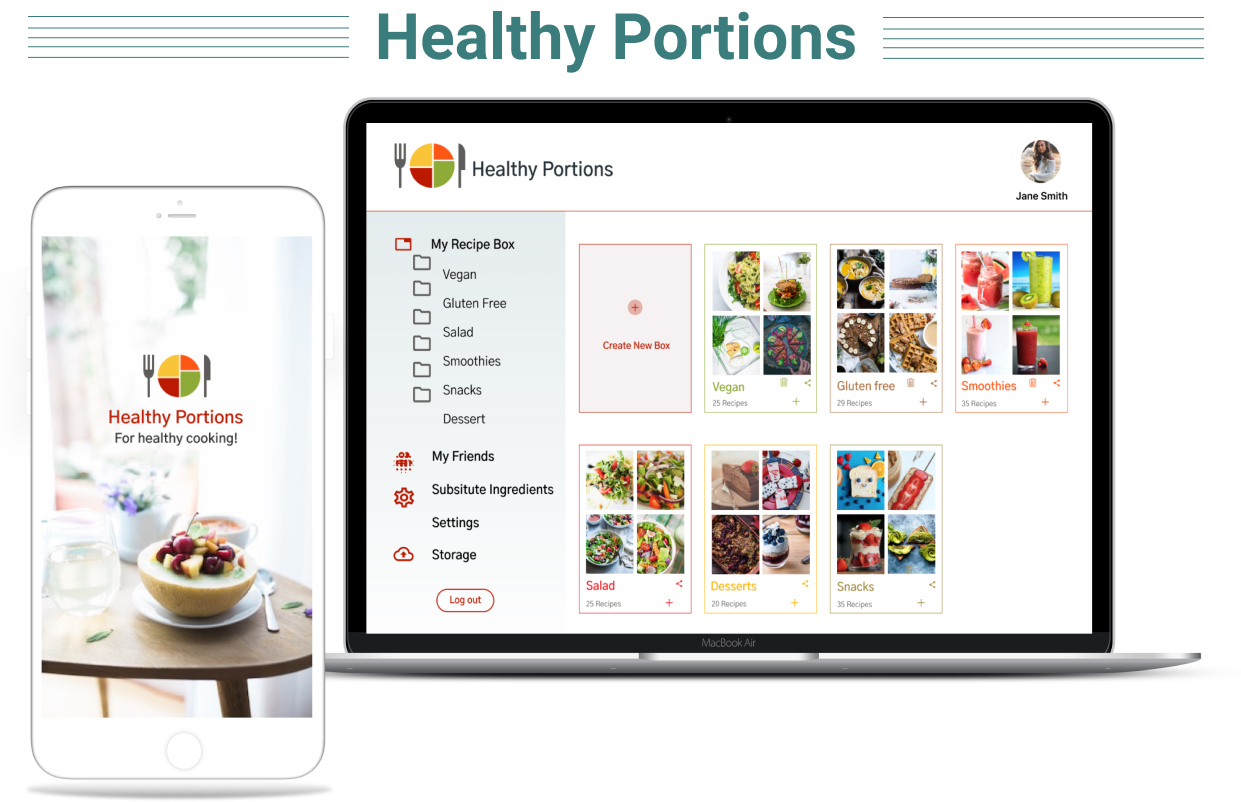 Healthy Portions
Healthy Portions
Jane Smith
My Recipe Box
Vegan
Gluten Free
Salad
Smoothies
Snacks
Dessert
My Friends
Subsitute Ingredients
Settings
Storage
Log out
Create New Box
Vegan
25 Recipes
Gluten free
29 Recipes
Smoothies
35 Recipes
Salad
25 Recipes
Desserts
20 Recipes
Snacks
35 Recipes
MacBook Air
Healthy Portions
For healthy cooking!